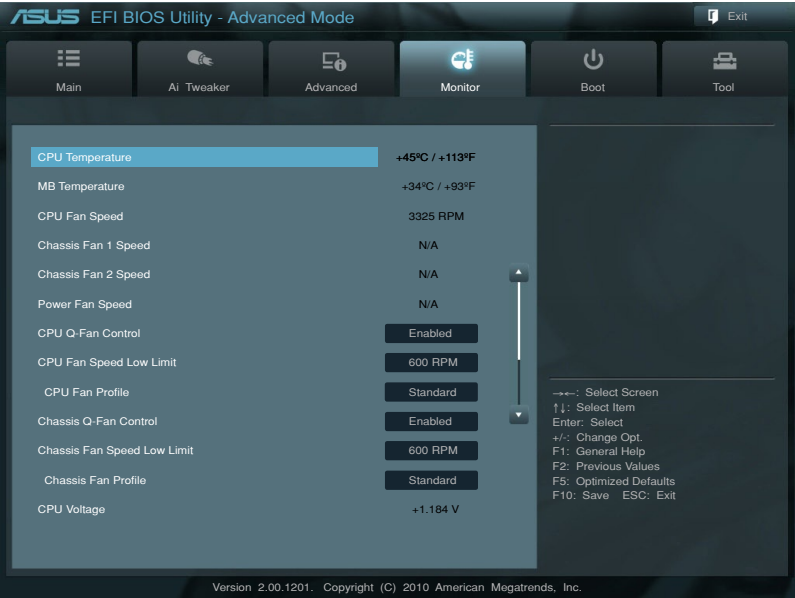 ASUS EFI BIOS Utility - Advanced Mode
Exit
Main
Ai Tweaker
Advanced
Monitor
Boot
Tool
CPU Temperature +45ºC / +113ºF
MB Temperature +34ºC / +93ºF
CPU Fan Speed 3325 RPM
Chassis Fan 1 Speed N/A
Chassis Fan 2 Speed N/A
Power Fan Speed N/A
CPU Q-Fan Control Enabled
CPU Fan Speed Low Limit 600 RPM
CPU Fan Profile Standard
Chassis Q-Fan Control Enabled
Chassis Fan Speed Low Limit 600 RPM
Chassis Fan Profile Standard
CPU Voltage +1.184 V
→←: Select Screen
↑↓: Select Item
Enter: Select
+/-: Change Opt.
F1: General Help
F2: Previous Values
F5: Optimized Defaults
F10: Save ESC: Exit
Version 2.00.1201. Copyright (C) 2010 American Megatrends, Inc.